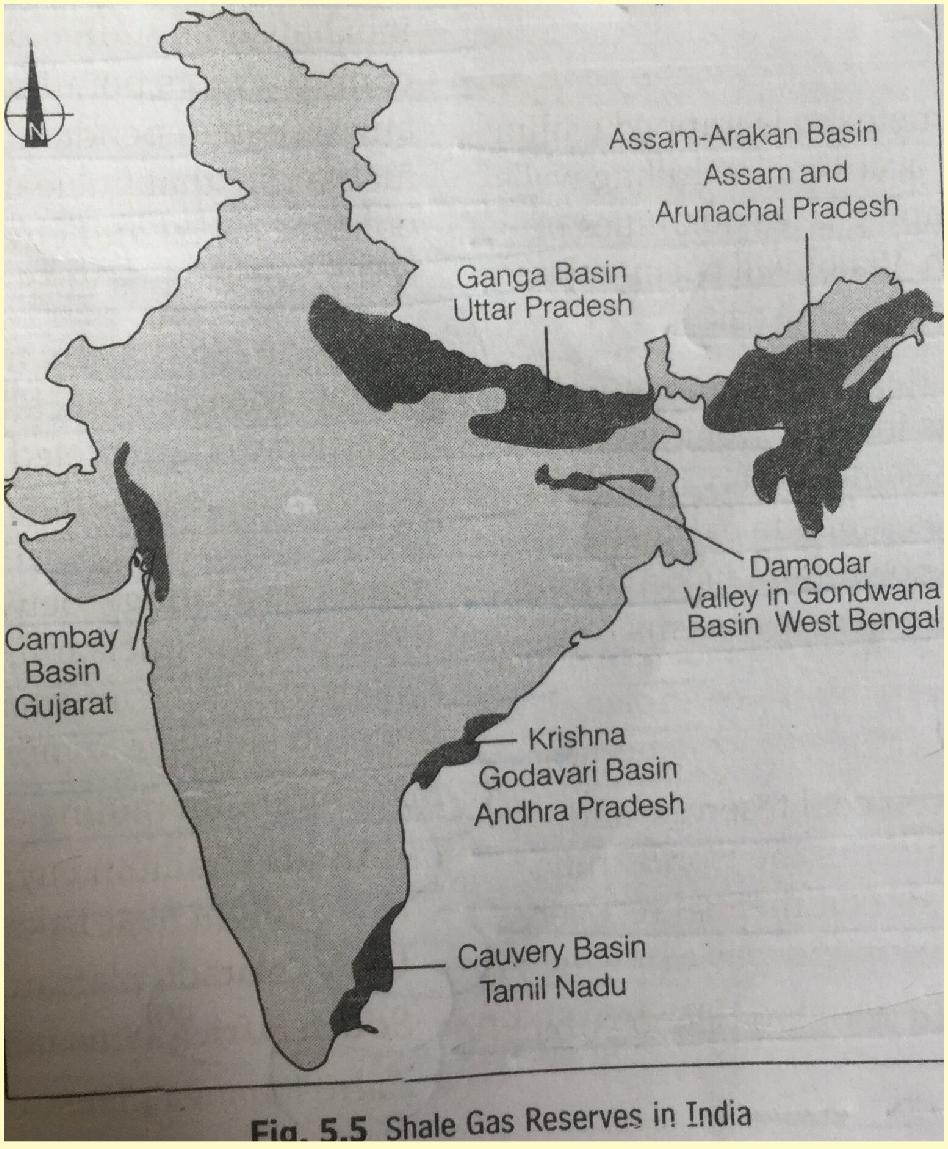 N
Assam-Arakan Basin
Assam and
Arunachal Pradesh
Ganga Basin
Uttar Pradesh
Damodar
Valley in Gondwana
Basin West Bengal
Cambay
Basin
Gujarat
Krishna
Godavari Basin
Andhra Pradesh
Cauvery Basin
Tamil Nadu
Fig. 5.5 Shale Gas Reserves in India